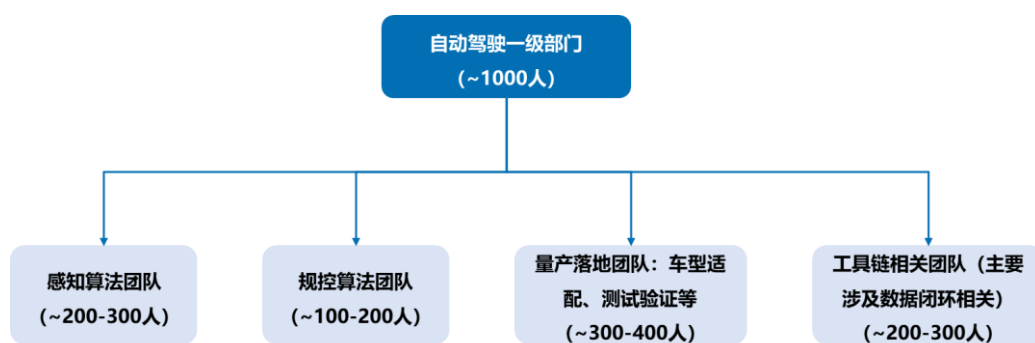 自动驾驶一级部门
（~1000人）
感知算法团队
（~200-300人）
规控算法团队
（~100-200人）
量产落地团队：车型适
配、测试验证等
（~300-400人）
工具链相关团队（主要
涉及数据闭环相关）
（~200-300人）